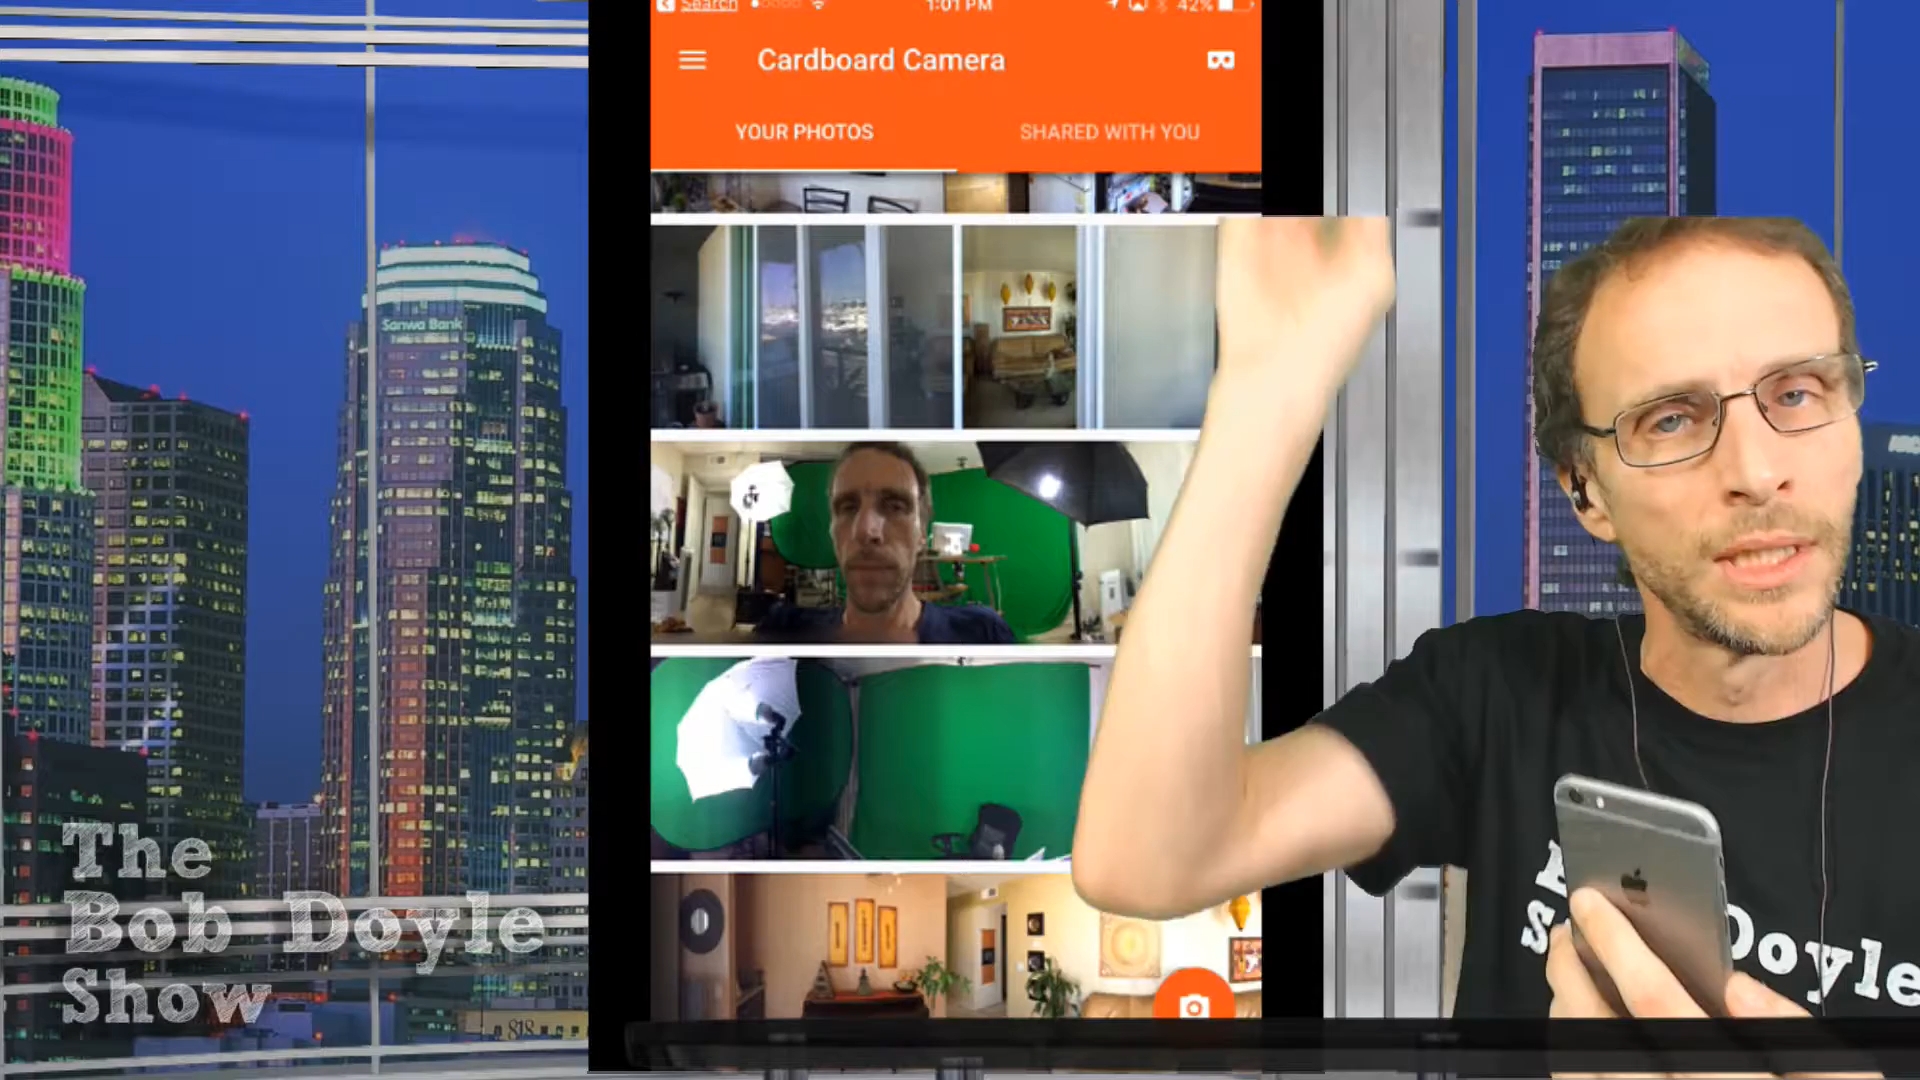 Search
1:01 PM
42%
Cardboard Camera
YOUR PHOTOS
SHARED WITH YOU
Sanwa Bank
The
Bob Doyle
Show
818
Doyle